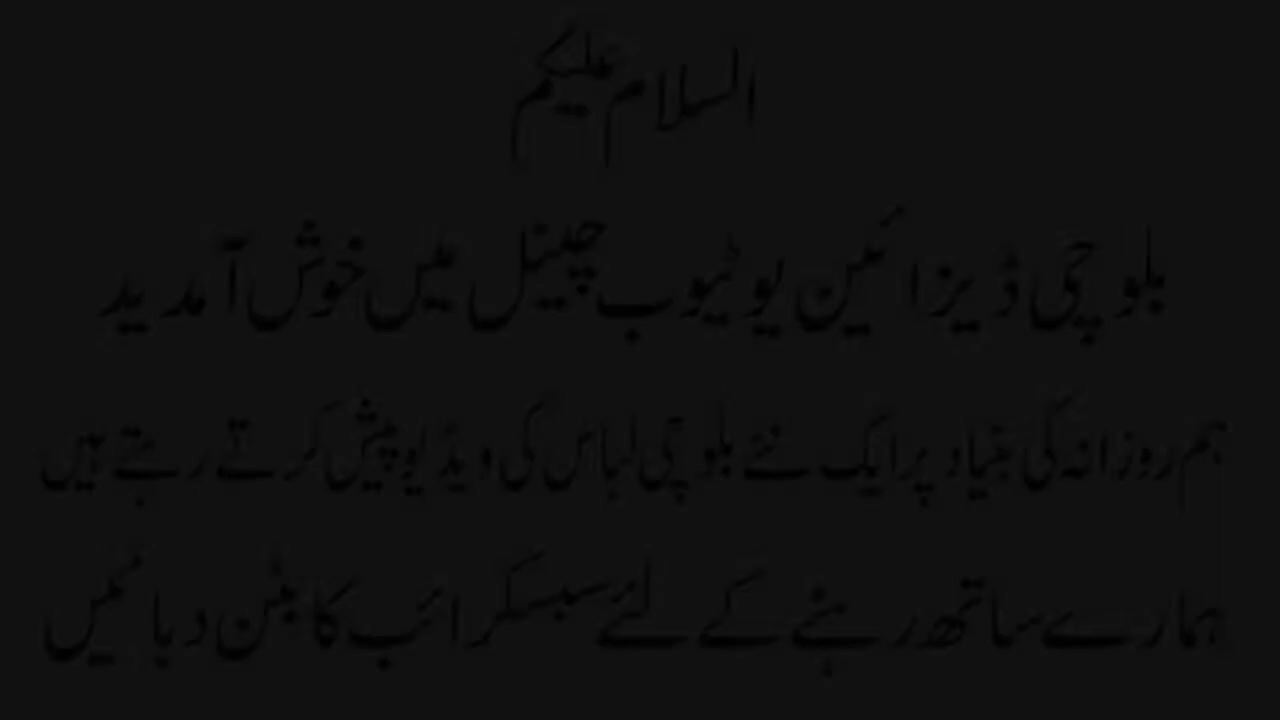 السلام علیکم
بلوچی ڈیزائین یوٹیوب چینل میں خوش آمدید
ہم روزانہ کی بنیاد پر ایک نئے بلوچی لباس کی ویڈیو پیش کرتے رہتے ہیں
ہمارے ساتھ رہنے کے لئے سبسکرائب کا بٹن دبائیں